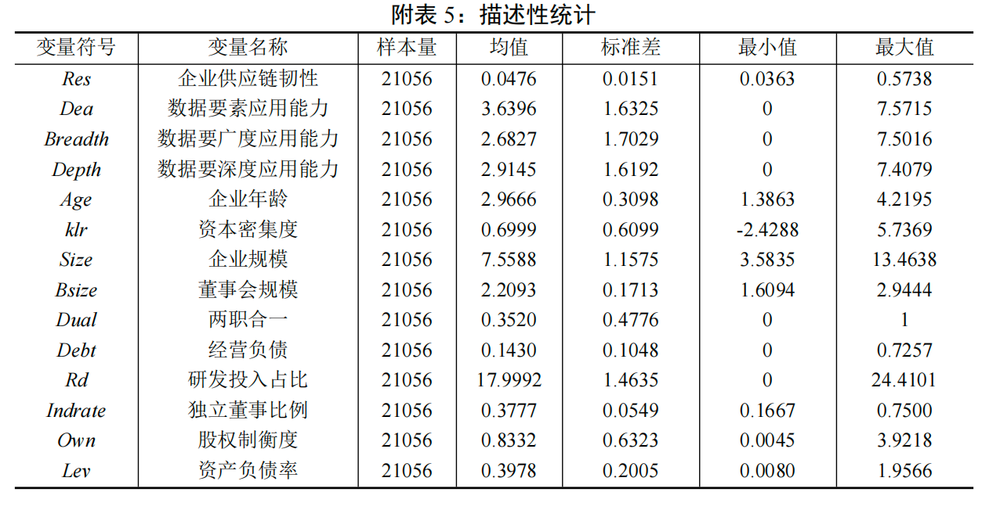 附表 5：描述性统计
变量符号 变量名称 样本量 均值 标准差 最小值 最大值
Res 企业供应链韧性 21056 0.0476 0.0151 0.0363 0.5738
Dea 数据要素应用能力 21056 3.6396 1.6325 0 7.5715
Breadth 数据要广度应用能力 21056 2.6827 1.7029 0 7.5016
Depth 数据要深度应用能力 21056 2.9145 1.6192 0 7.4079
Age 企业年龄 21056 2.9666 0.3098 1.3863 4.2195
klr 资本密集度 21056 0.6999 0.6099 -2.4288 5.7369
Size 企业规模 21056 7.5588 1.1575 3.5835 13.4638
Bsize 董事会规模 21056 2.2093 0.1713 1.6094 2.9444
Dual 两职合一 21056 0.3520 0.4776 0 1
Debt 经营负债 21056 0.1430 0.1048 0 0.7257
Rd 研发投入占比 21056 17.9992 1.4635 0 24.4101
Indrate 独立董事比例 21056 0.3777 0.0549 0.1667 0.7500
Own 股权制衡度 21056 0.8332 0.6323 0.0045 3.9218
Lev 资产负债率 21056 0.3978 0.2005 0.0080 1.9566